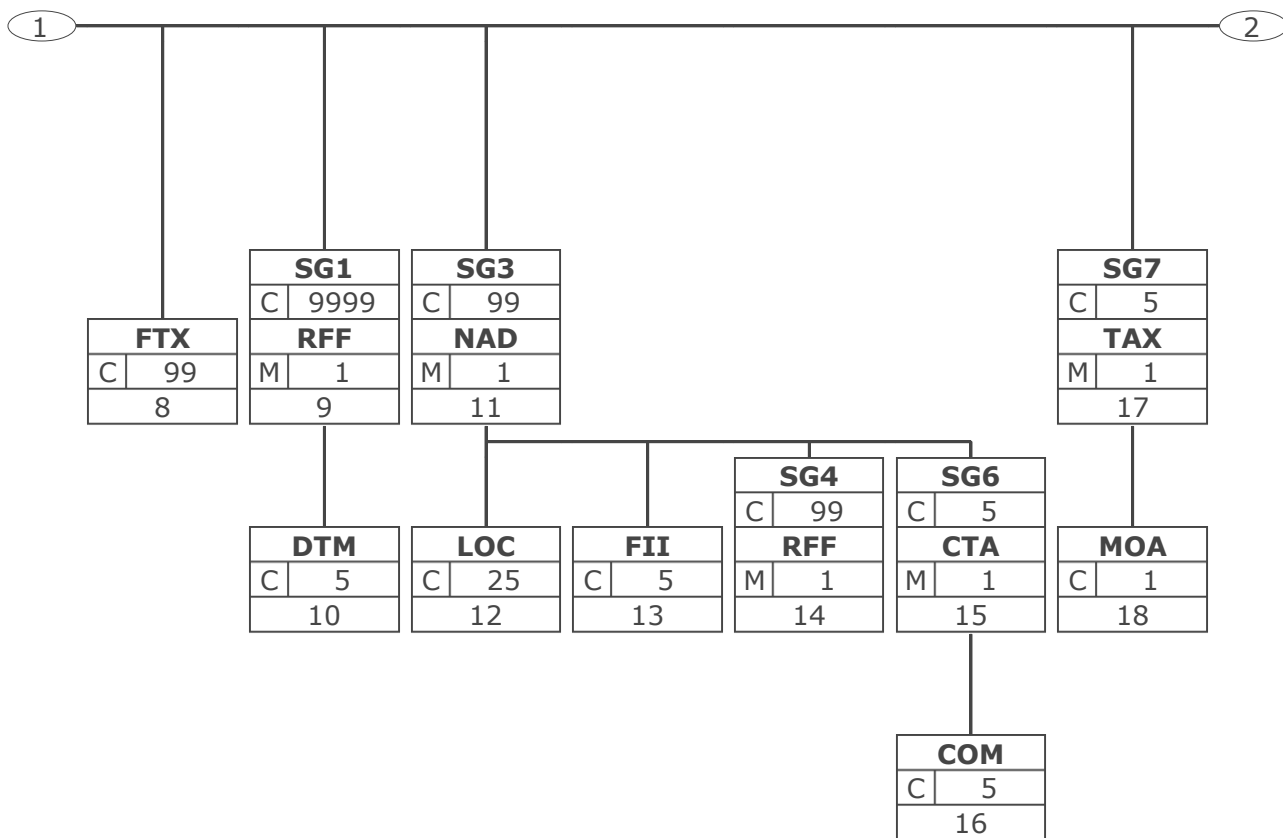 1
2
FTX
C 99
8
SG1
C 9999
RFF
M 1
9
SG3
C 99
NAD
M 1
11
SG7
C 5
TAX
M 1
17
DTM
C 5
10
LOC
C 25
12
FII
C 5
13
SG4
C 99
RFF
M 1
14
SG6
C 5
CTA
M 1
15
MOA
C 1
18
COM
C 5
16